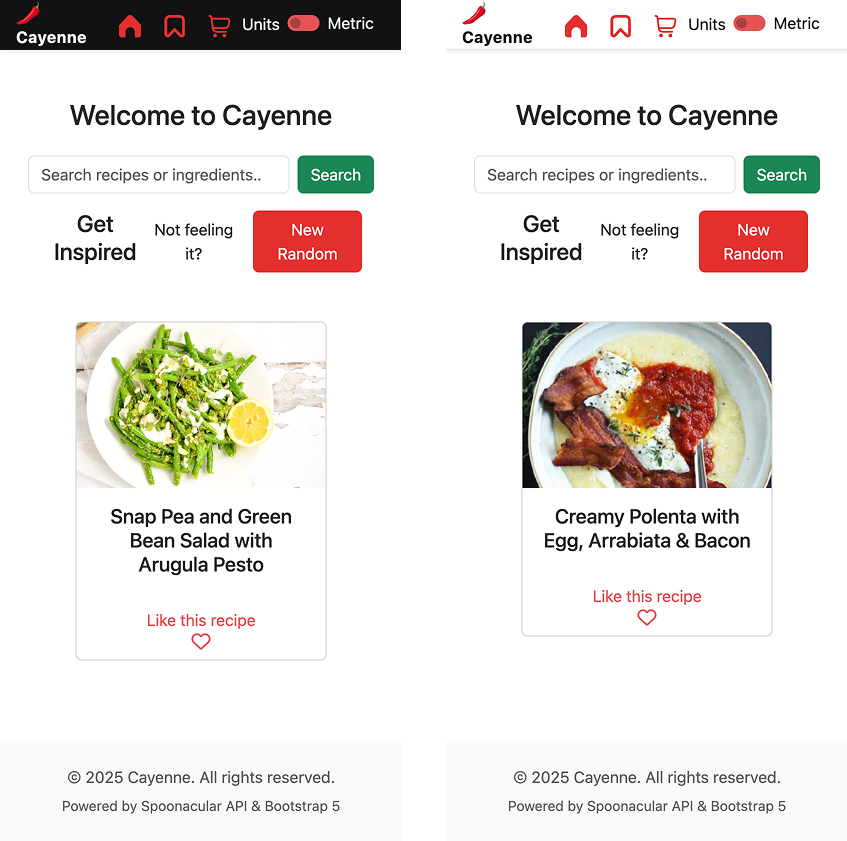 Cayenne
Units Metric
Welcome to Cayenne
Search recipes or ingredients..
Search
Get
Inspired
Not feeling
it?
New
Random
Snap Pea and Green
Bean Salad with
Arugula Pesto
Like this recipe
© 2025 Cayenne. All rights reserved.
Powered by Spoonacular API & Bootstrap 5
Cayenne
Units Metric
Welcome to Cayenne
Search recipes or ingredients..
Search
Get
Inspired
Not feeling
it?
New
Random
Creamy Polenta with
Egg, Arrabiata & Bacon
Like this recipe
© 2025 Cayenne. All rights reserved.
Powered by Spoonacular API & Bootstrap 5